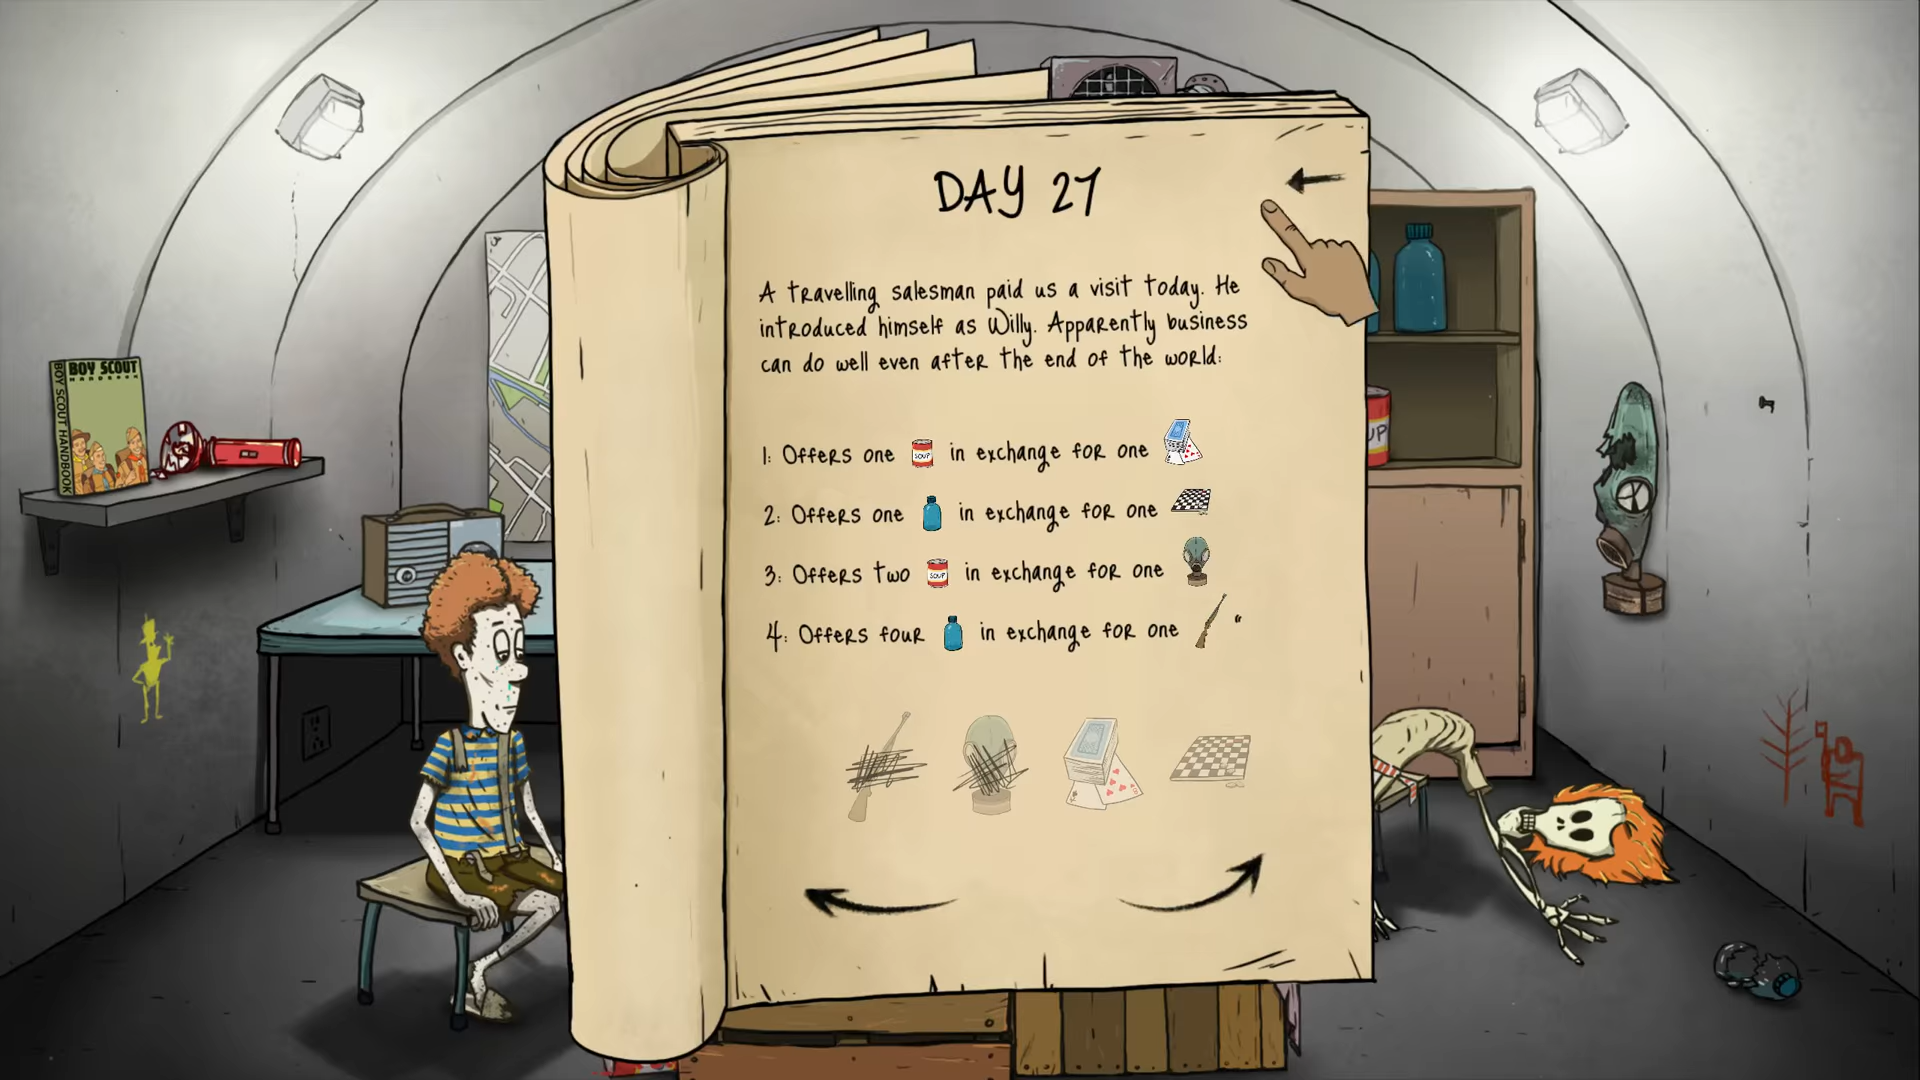 DAY 27
A travelling salesman paid us a visit today. He
introduced himself as Willy. Apparently business
can do well even after the end of the world:
1: Offers one SOUP in exchange for one
2: Offers one in exchange for one
3: Offers two SOUP in exchange for one
4: Offers four in exchange for one
BOY SCOUT
HANDBOOK
BOY SCOUT HANDBOOK
UP